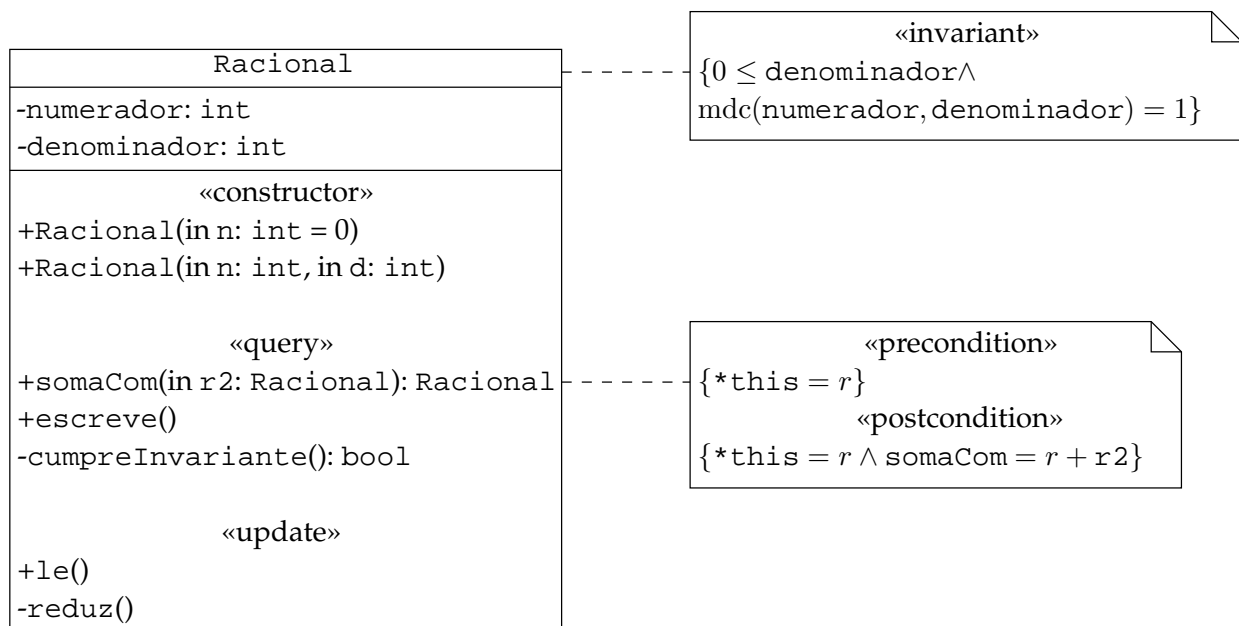 Racional
-numerador: int
-denominador: int
«constructor»
+Racional(in n: int = 0)
+Racional(in n: int, in d: int)
«query»
+somaCom(in r2: Racional): Racional
+escreve()
-cumpreInvariante(): bool
«update»
+le()
-reduz()
«invariant»
{0 ≤ denominador∧
mdc(numerador, denominador) = 1}
«precondition»
{*this = r}
«postcondition»
{*this = r ∧ somaCom = r + r2}